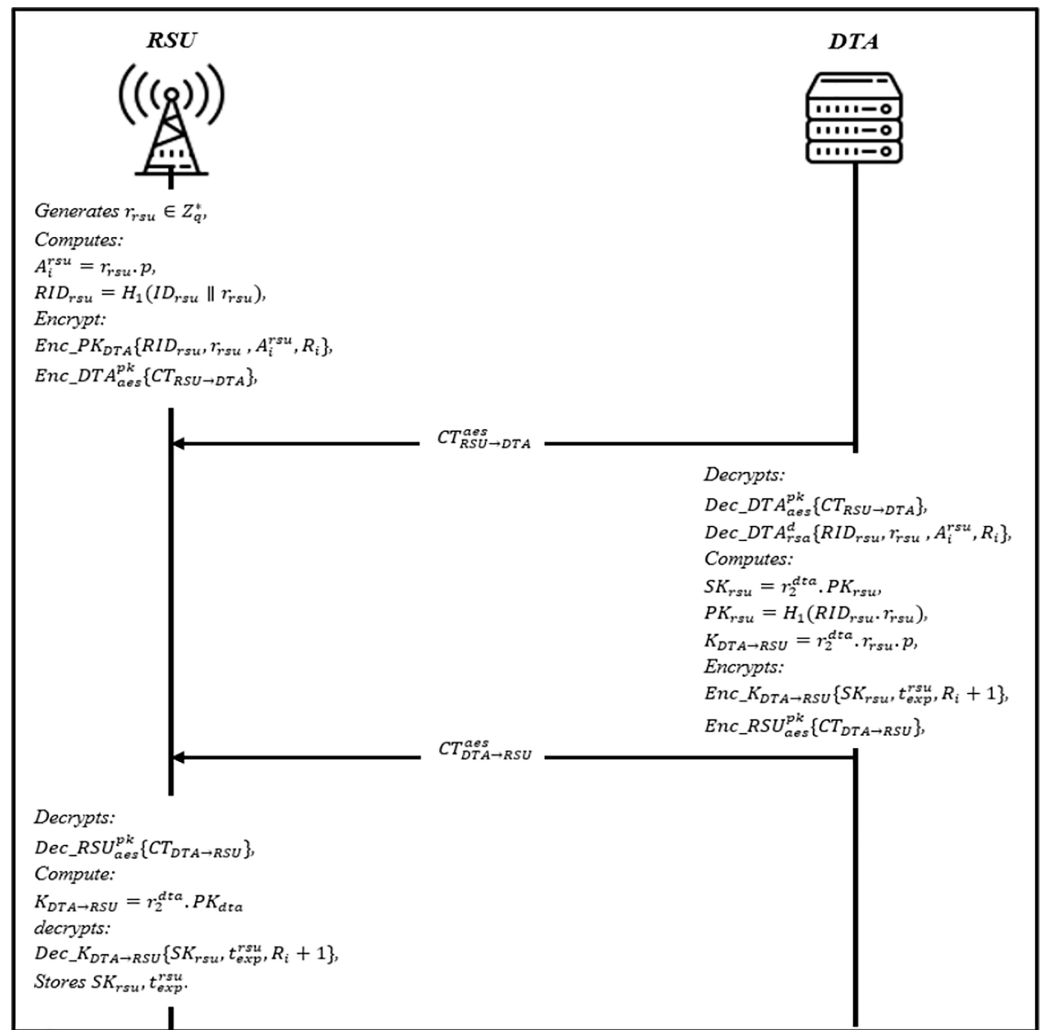 RSU
DTA
Generates r_rsu ∈ Z_q^*,
Computes:
A_i^rsu = r_rsu.p,
RID_rsu = H_1(ID_rsu ∥ r_rsu),
Encrypt:
Enc_PK_DTA{RID_rsu, r_rsu , A_i^rsu, R_i},
Enc_DTA_aes^pk{CT_RSU→DTA},
CT_RSU→DTA^aes
Decrypts:
Dec_DTA_aes^pk{CT_RSU→DTA},
Dec_DTA_rsa^d{RID_rsu, r_rsu , A_i^rsu, R_i},
Computes:
SK_rsu = r_2^dta.PK_rsu,
PK_rsu = H_1(RID_rsu.r_rsu),
K_DTA→RSU = r_2^dta.r_rsu.p,
Encrypts:
Enc_K_DTA→RSU{SK_rsu, t_exp^rsu, R_i + 1},
Enc_RSU_aes^pk{CT_DTA→RSU},
CT_DTA→RSU^aes
Decrypts:
Dec_RSU_aes^pk{CT_DTA→RSU},
Compute:
K_DTA→RSU = r_2^dta.PK_dta
decrypts:
Dec_K_DTA→RSU{SK_rsu, t_exp^rsu, R_i + 1},
Stores SK_rsu, t_exp^rsu.